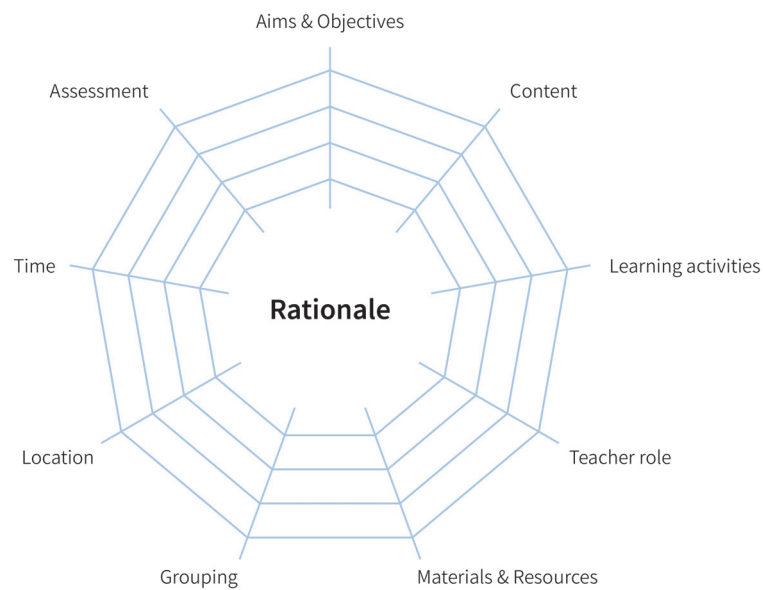 Aims & Objectives
Assessment
Content
Time
Learning activities
Rationale
Location
Teacher role
Grouping
Materials & Resources